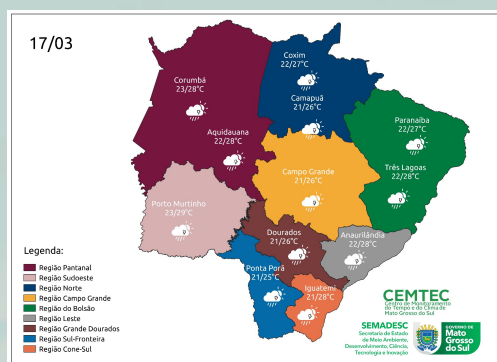 17/03
Coxim
22/27°C
Corumbá
23/28°C
Camapuã
21/26°C
Paranaíba
22/27°C
Aquidauana
22/28°C
Campo Grande
21/26°C
Três Lagoas
22/28°C
Porto Murtinho
23/29°C
Dourados
21/26°C
Anaurilândia
22/28°C
Ponta Porã
21/25°C
Iguatemi
21/28°C
Legenda:
Região Pantanal
Região Sudoeste
Região Norte
Região Campo Grande
Região do Bolsão
Região Leste
Região Grande Dourados
Região Sul-Fronteira
Região Cone-Sul
CEMTEC
Centro de Monitoramento
do Tempo e do Clima de
Mato Grosso do Sul
SEMADESC
Secretaria de Estado
de Meio Ambiente,
Desenvolvimento, Ciência,
Tecnologia e Inovação
GOVERNO DE
Mato
Grosso
do Sul